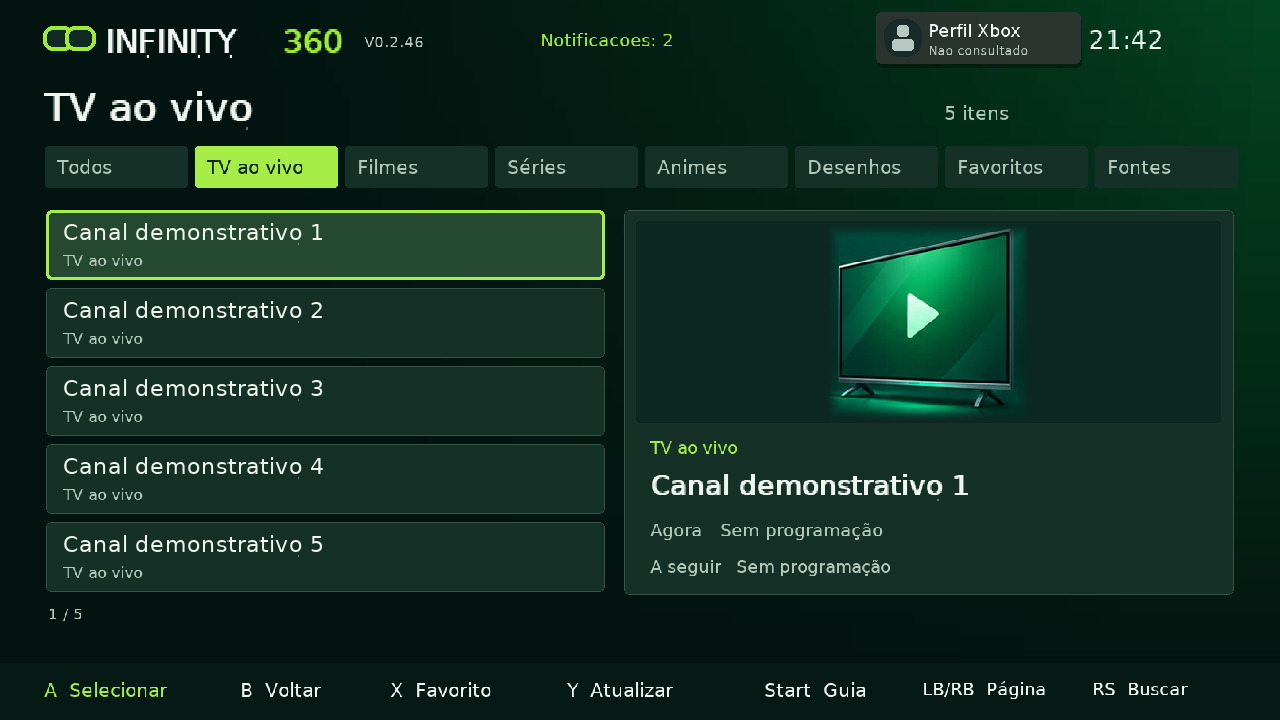 INFINITY 360 V0.2.46 Notificacoes: 2 Perfil Xbox 21:42
Nao consultado
TV ao vivo 5 itens
Todos TV ao vivo Filmes Séries Animes Desenhos Favoritos Fontes
Canal demonstrativo 1
TV ao vivo
Canal demonstrativo 2
TV ao vivo
Canal demonstrativo 3
TV ao vivo
Canal demonstrativo 4
TV ao vivo
Canal demonstrativo 5
TV ao vivo
1 / 5
TV ao vivo
Canal demonstrativo 1
Agora Sem programação
A seguir Sem programação
A Selecionar B Voltar X Favorito Y Atualizar Start Guia LB/RB Página RS Buscar